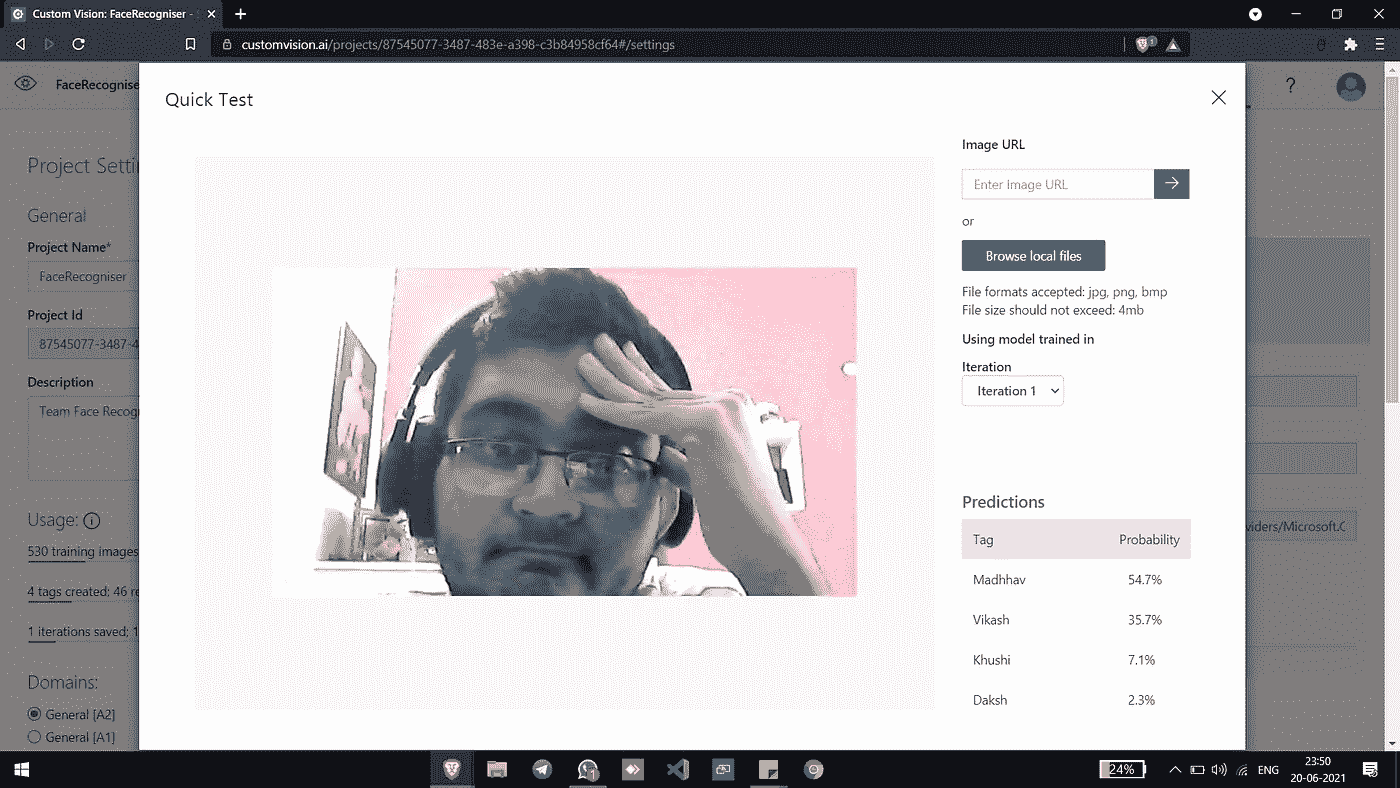 Custom Vision: FaceRecogniser -
customvision.ai/projects/87545077-3487-483e-a398-c3b84958cf64#/settings
1
FaceRecognise
?
Project Setti
General
Project Name*
FaceRecogniser
Project Id
87545077-3487-4
Description
Team Face Recog
Usage:
530 training images
4 tags created; 46 re
1 iterations saved; 1
Domains:
General [A2]
General [A1]
Quick Test
Image URL
Enter Image URL
or
Browse local files
File formats accepted: jpg, png, bmp
File size should not exceed: 4mb
Using model trained in
Iteration
Iteration 1
Predictions
Tag Probability
Madhhav 54.7%
Vikash 35.7%
Khushi 7.1%
Daksh 2.3%
viders/Microsoft.C
1
24%
ENG
23:50
20-06-2021